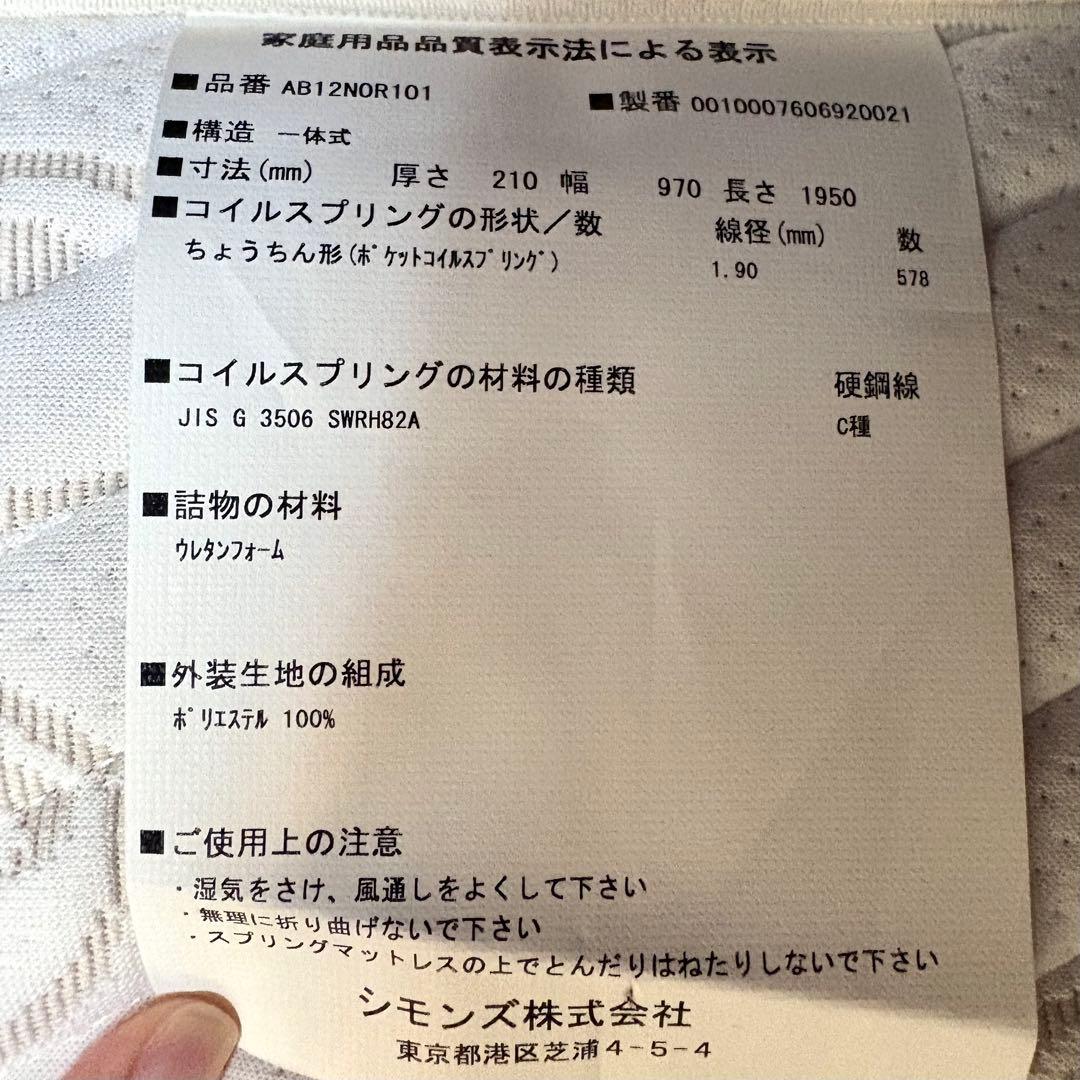 家庭用品品質表示法による表示
■品番 AB12N0R101 ■製番 0010007606920021
■構造 一体式
■寸法(mm) 厚さ 210 幅 970 長さ 1950
■コイルスプリングの形状／数 線径(mm) 数
ちょうちん形(ﾎﾟｹｯﾄｺｲﾙｽﾌﾟﾘﾝｸﾞ) 1.90 578
■コイルスプリングの材料の種類 硬鋼線
JIS G 3506 SWRH82A C種
■詰物の材料
ｳﾚﾀﾝﾌｫｰﾑ
■外装生地の組成
ﾎﾟﾘｴｽﾃﾙ 100%
■ご使用上の注意
・湿気をさけ、風通しをよくして下さい
・無理に折り曲げないで下さい
・スプリングマットレスの上でとんだりはねたりしないで下さい
シモンズ株式会社
東京都港区芝浦4-5-4